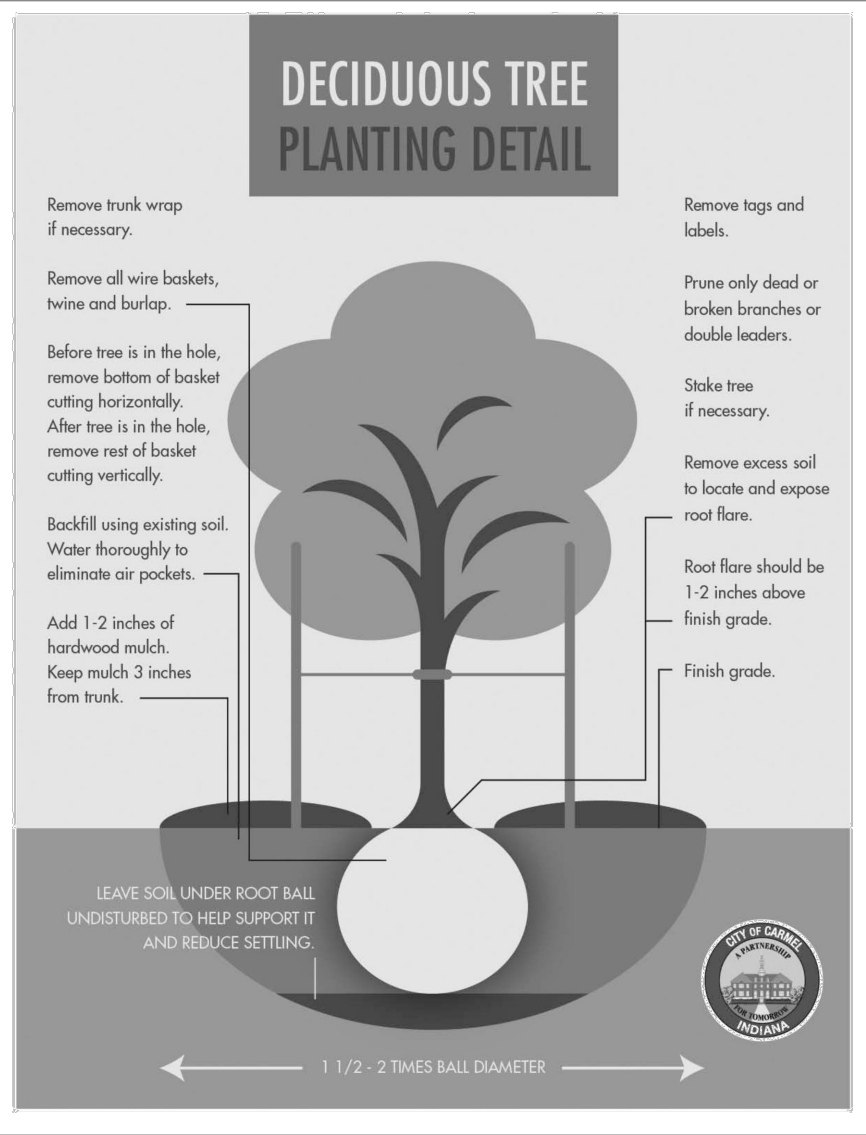 DECIDUOUS TREE
PLANTING DETAIL
Remove trunk wrap
if necessary.
Remove all wire baskets,
twine and burlap.
Before tree is in the hole,
remove bottom of basket
cutting horizontally.
After tree is in the hole,
remove rest of basket
cutting vertically.
Backfill using existing soil.
Water thoroughly to
eliminate air pockets.
Add 1-2 inches of
hardwood mulch.
Keep mulch 3 inches
from trunk.
Remove tags and
labels.
Prune only dead or
broken branches or
double leaders.
Stake tree
if necessary.
Remove excess soil
to locate and expose
root flare.
Root flare should be
1-2 inches above
finish grade.
Finish grade.
LEAVE SOIL UNDER ROOT BALL
UNDISTURBED TO HELP SUPPORT IT
AND REDUCE SETTLING.
CITY OF CARMEL
A PARTNERSHIP
FOR TOMORROW
INDIANA
1 1/2 - 2 TIMES BALL DIAMETER